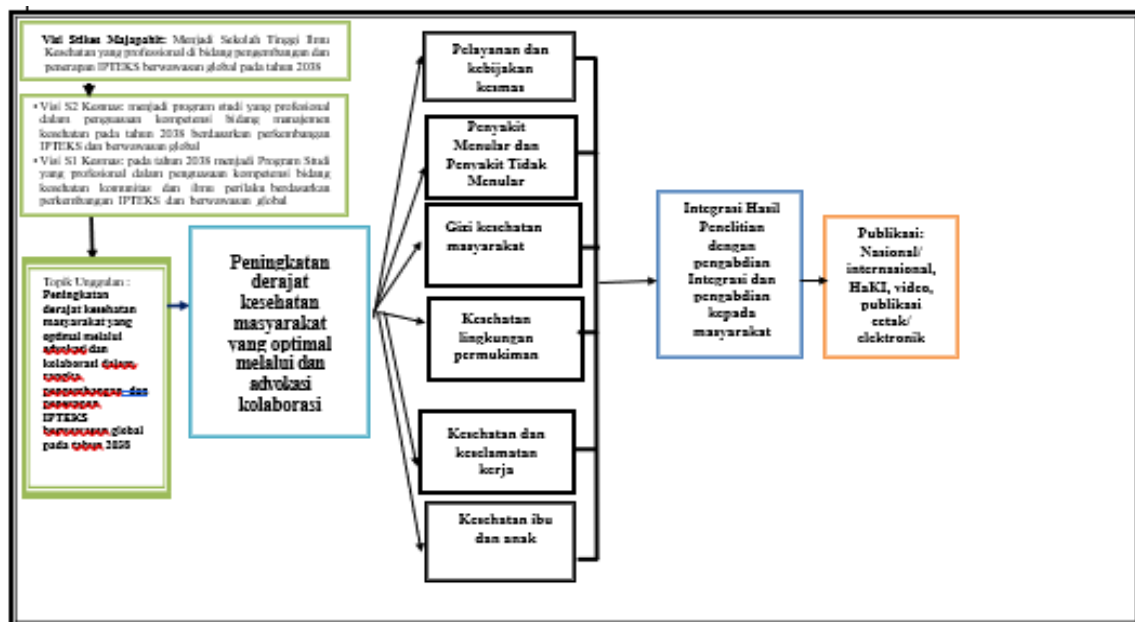 Visi Stikes Majapahit: Menjadi Sekolah Tinggi Ilmu
Kesehatan yang professional di bidang pengembangan dan
penerapan IPTEKS berwawasan global pada tahun 2038
• Visi S2 Kesmas: menjadi program studi yang profesional
dalam penguasaan kompetensi bidang manajemen
kesehatan pada tahun 2038 berdasarkan perkembangan
IPTEKS dan berwawasan global
• Visi S1 Kesmas: pada tahun 2038 menjadi Program Studi
yang profesional dalam penguasaan kompetensi bidang
kesehatan komunitas dan ilmu perilaku berdasarkan
perkembangan IPTEKS dan berwawasan global
Topik Unggulan :
Peningkatan
derajat kesehatan
masyarakat yang
optimal melalui
advokasi dan
kolaborasi dalam
rangka
pengembangan dan
IPTEKS
berwawasan global
pada tahun 2038
Peningkatan
derajat
kesehatan
masyarakat
yang optimal
melalui dan
advokasi
kolaborasi
Pelayanan dan
kebijakan
kesmas
Penyakit
Menular dan
Penyakit Tidak
Menular
Gizi kesehatan
masyarakat
Kesehatan
lingkungan
permukiman
Kesehatan dan
keselamatan
kerja
Kesehatan ibu
dan anak
Integrasi Hasil
Penelitian
dengan
pengabdian
Integrasi dan
pengabdian
kepada
masyarakat
Publikasi:
Nasional/
internasional,
HaKI, video,
publikasi
cetak/
elektronik